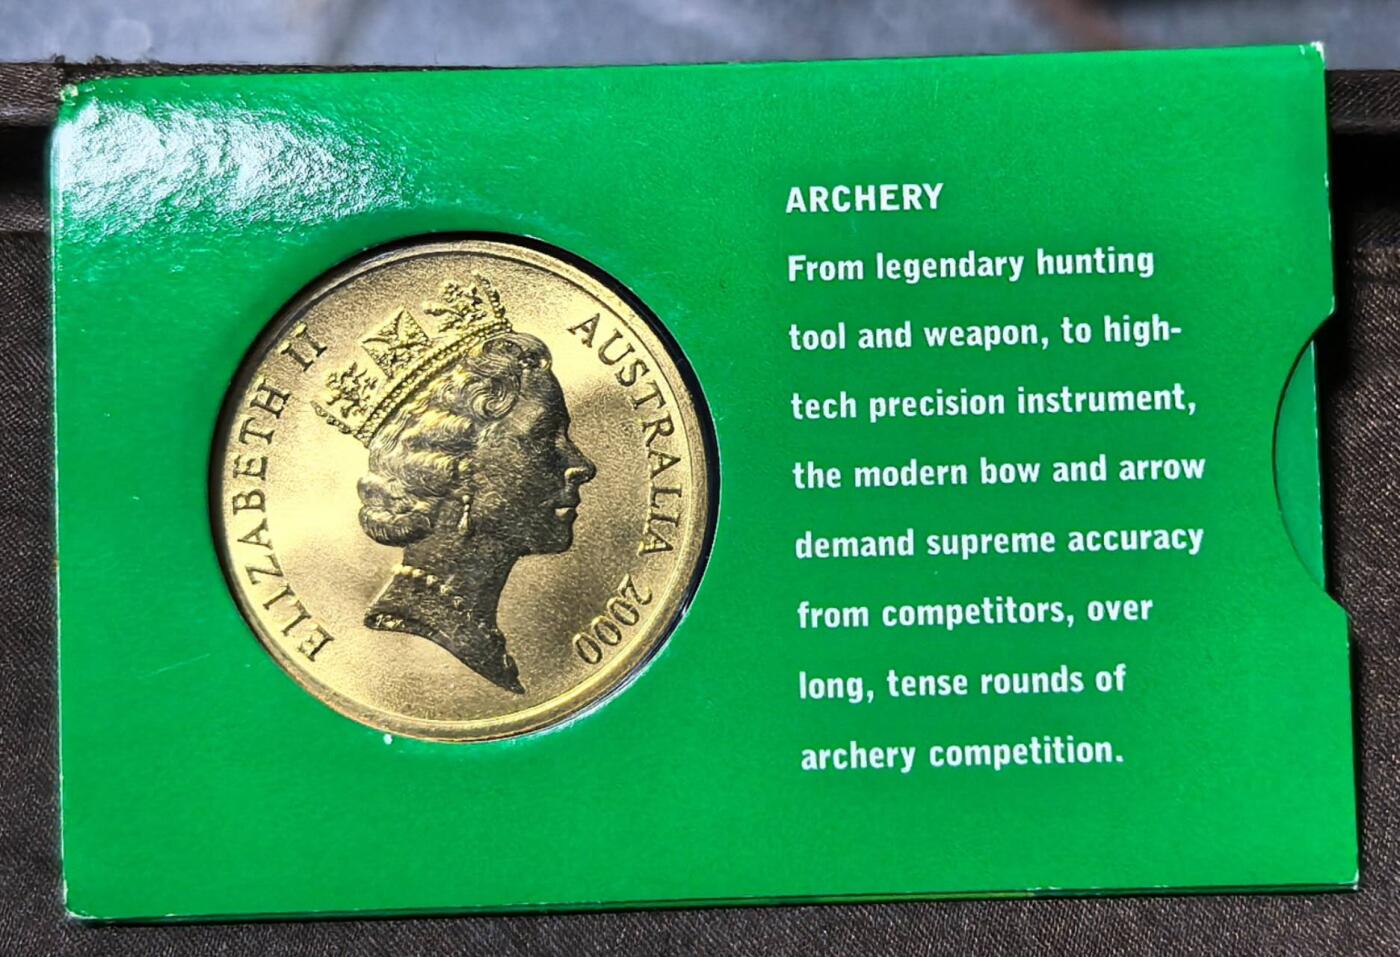 ELIZABETH II
AUSTRALIA 2000
ARCHERY
From legendary hunting
tool and weapon, to high-
tech precision instrument,
the modern bow and arrow
demand supreme accuracy
from competitors, over
long, tense rounds of
archery competition.